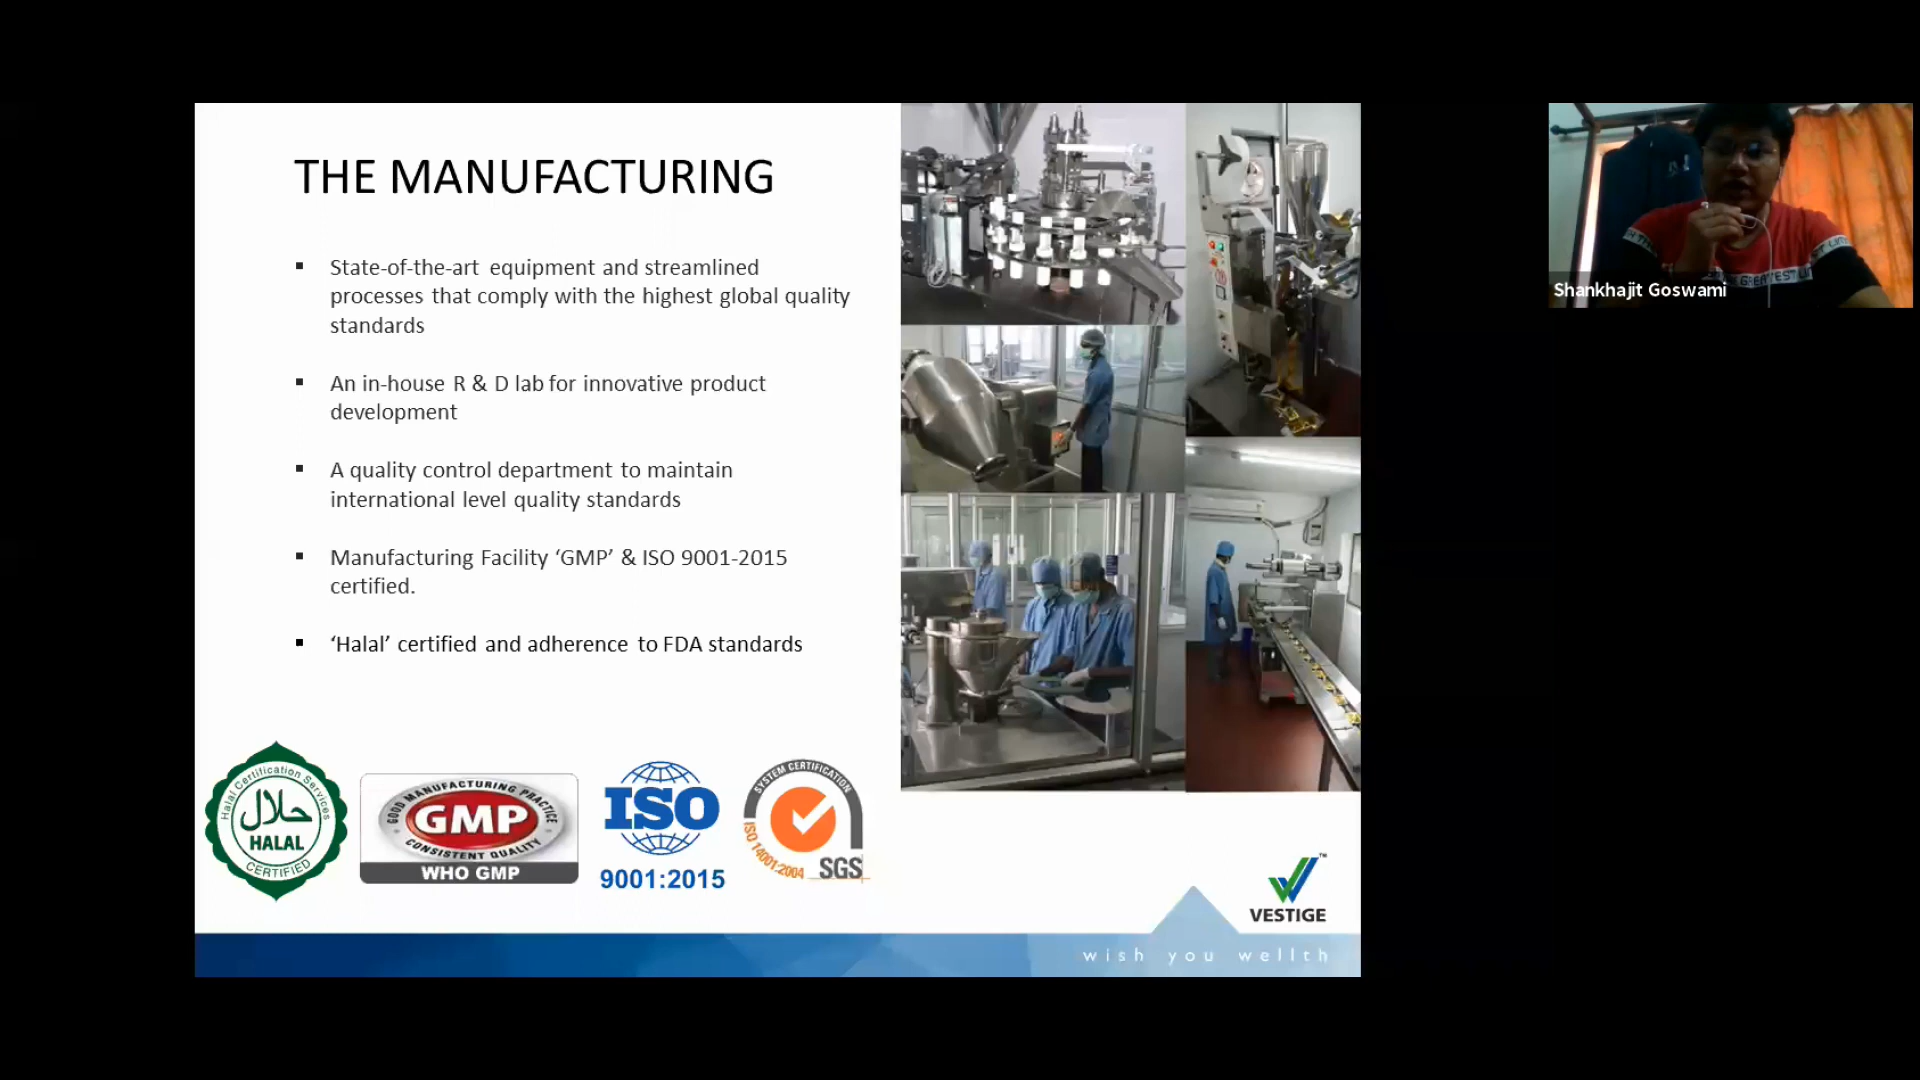 THE MANUFACTURING
▪ State-of-the-art equipment and streamlined
processes that comply with the highest global quality
standards
▪ An in-house R & D lab for innovative product
development
▪ A quality control department to maintain
international level quality standards
▪ Manufacturing Facility ‘GMP’ & ISO 9001-2015
certified.
▪ ‘Halal’ certified and adherence to FDA standards
Halal Certification Services
حلال
HALAL
CERTIFIED
GOOD MANUFACTURING PRACTICE
GMP
CONSISTENT QUALITY
WHO GMP
ISO
9001:2015
SYSTEM CERTIFICATION
ISO 14001:2004
SGS
VESTIGE™
wish you wellth
Shankhajit Goswami